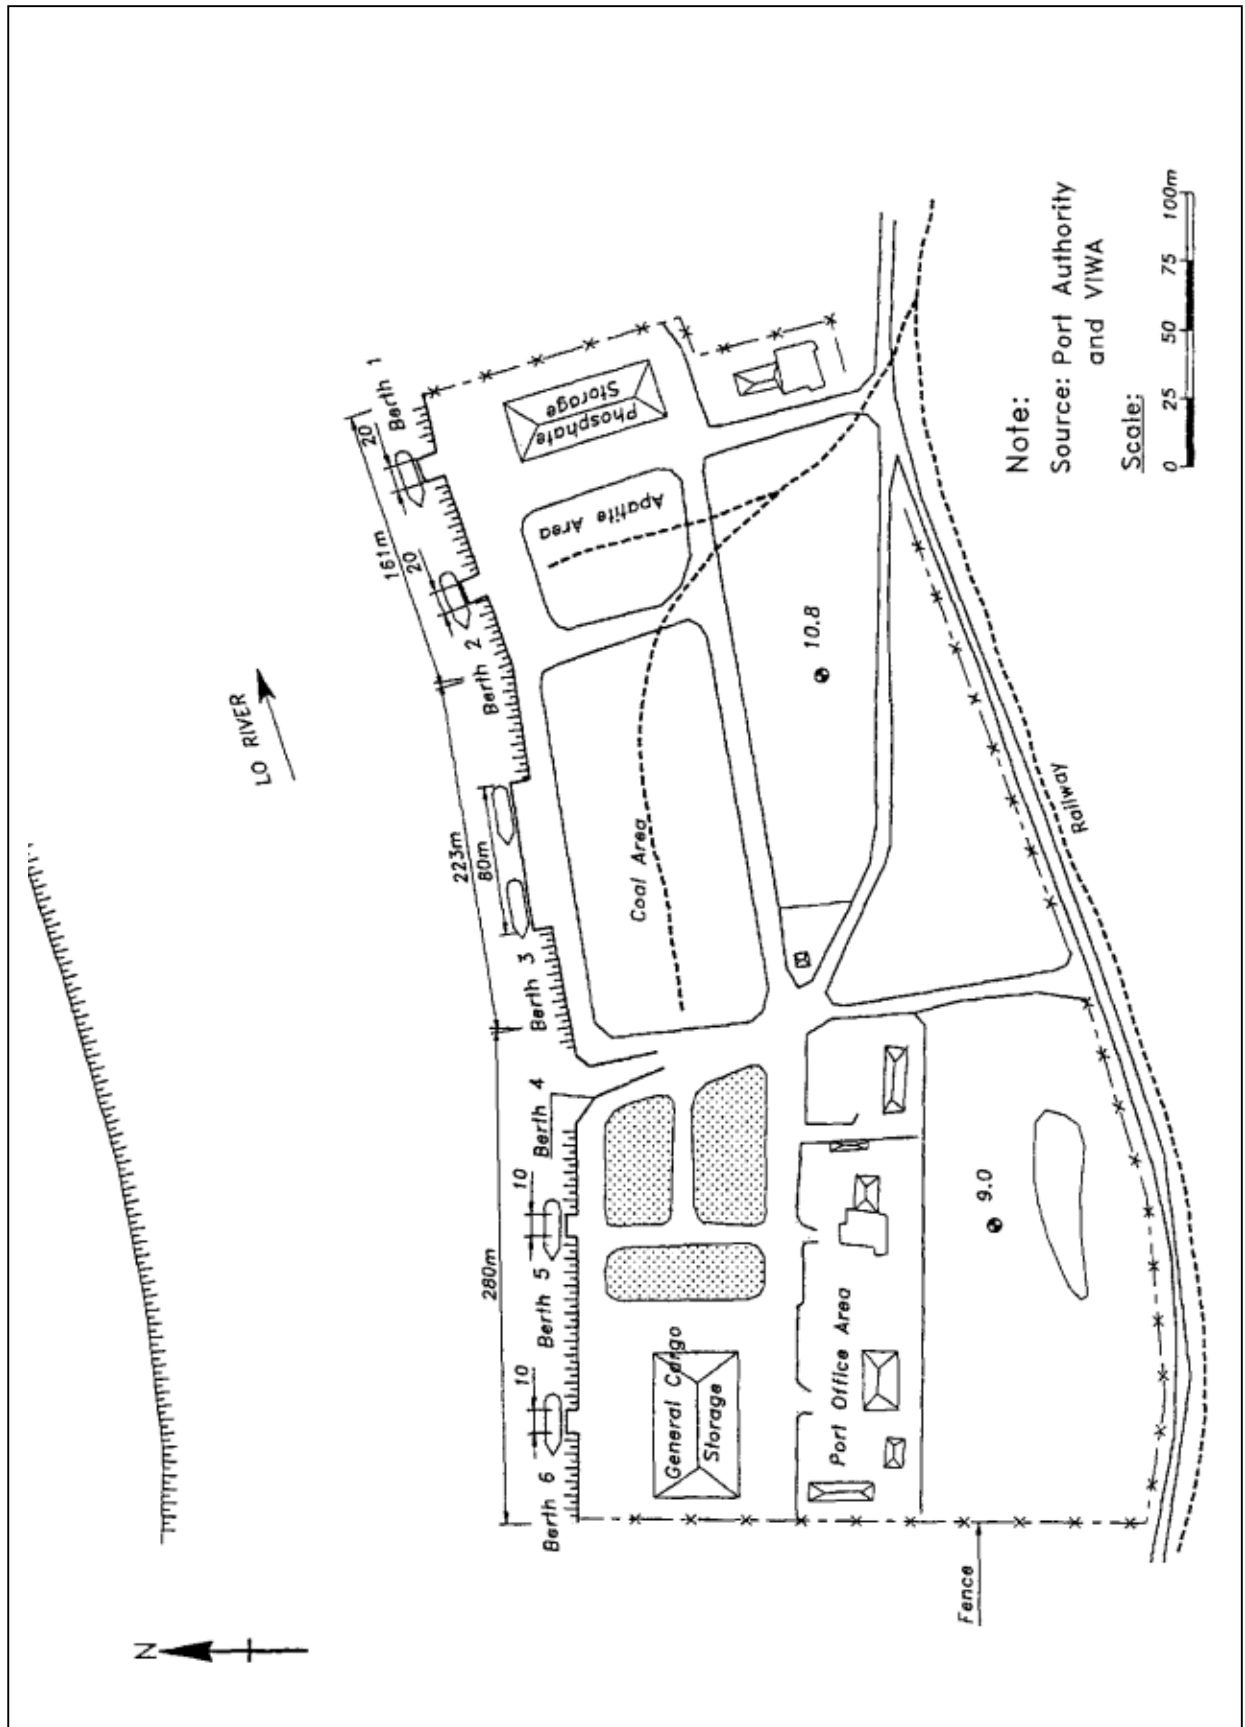 N
LO RIVER
161m
20
Berth 1
20
Berth 2
223m
80m
Berth 3
280m
10
Berth 4
Berth 5
10
Berth 6
Phosphate
Storage
Apatite Area
Coal Area
10.8
General Cargo
Storage
Port Office Area
9.0
Fence
Railway
Note:
Source: Port Authority
and VIWA
Scale:
0 25 50 75 100m